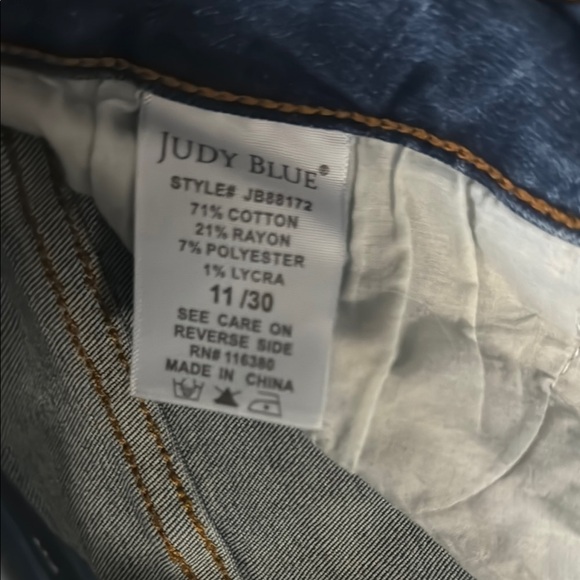 JUDY BLUE®
STYLE# JB88172
71% COTTON
21% RAYON
7% POLYESTER
1% LYCRA
11 /30
SEE CARE ON
REVERSE SIDE
RN# 116380
MADE IN CHINA